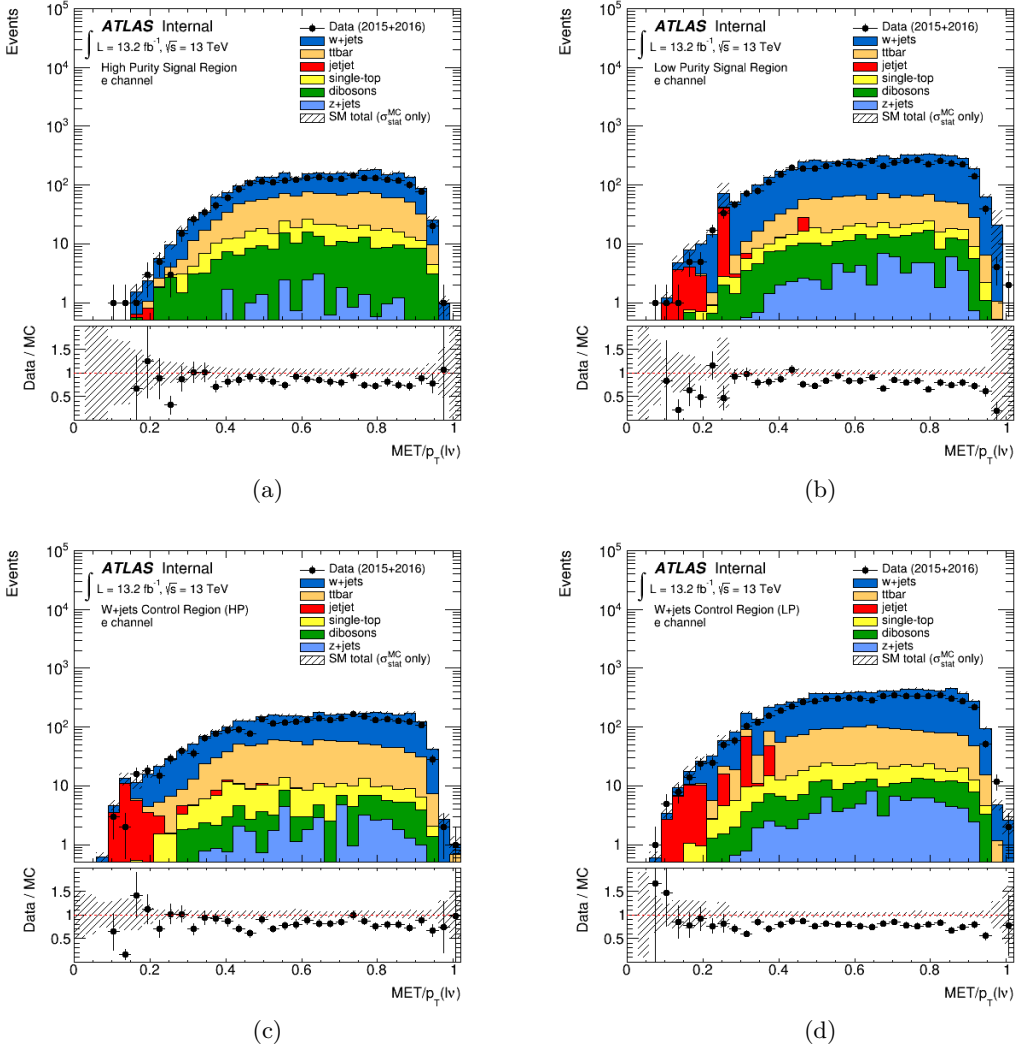 Events
10^5
ATLAS Internal
∫ L = 13.2 fb^-1, √s = 13 TeV
High Purity Signal Region
e channel
Data (2015+2016)
w+jets
ttbar
jetjet
single-top
dibosons
z+jets
SM total (σ^MC_stat only)
10^4
10^3
10^2
10
1
Data / MC
1.5
1
0.5
0 0.2 0.4 0.6 0.8 1
MET/p_T(lν)
(a)
Events
10^5
ATLAS Internal
∫ L = 13.2 fb^-1, √s = 13 TeV
Low Purity Signal Region
e channel
Data (2015+2016)
w+jets
ttbar
jetjet
single-top
dibosons
z+jets
SM total (σ^MC_stat only)
10^4
10^3
10^2
10
1
Data / MC
1.5
1
0.5
0 0.2 0.4 0.6 0.8 1
MET/p_T(lν)
(b)
Events
10^5
ATLAS Internal
∫ L = 13.2 fb^-1, √s = 13 TeV
W+jets Control Region (HP)
e channel
Data (2015+2016)
w+jets
ttbar
jetjet
single-top
dibosons
z+jets
SM total (σ^MC_stat only)
10^4
10^3
10^2
10
1
Data / MC
1.5
1
0.5
0 0.2 0.4 0.6 0.8 1
MET/p_T(lν)
(c)
Events
10^5
ATLAS Internal
∫ L = 13.2 fb^-1, √s = 13 TeV
W+jets Control Region (LP)
e channel
Data (2015+2016)
w+jets
ttbar
jetjet
single-top
dibosons
z+jets
SM total (σ^MC_stat only)
10^4
10^3
10^2
10
1
Data / MC
1.5
1
0.5
0 0.2 0.4 0.6 0.8 1
MET/p_T(lν)
(d)